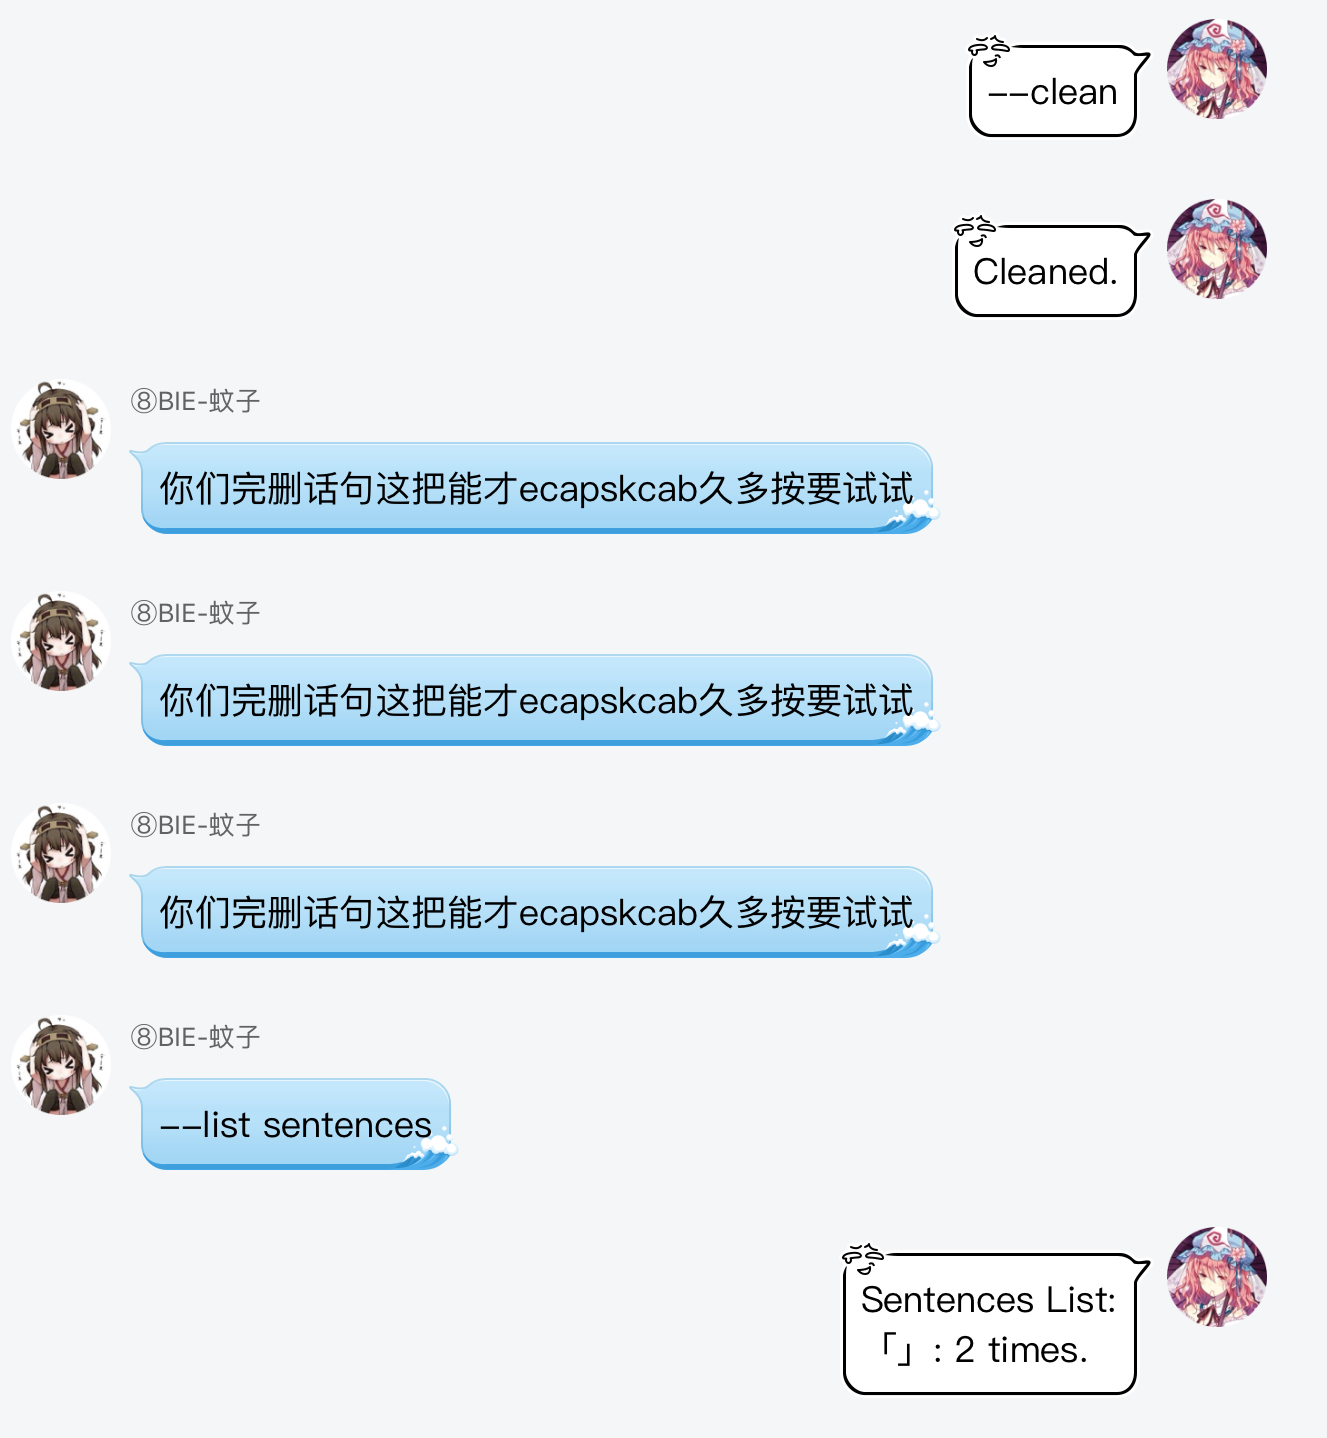 --clean
Cleaned.
⑧BIE-蚊子
你们完删话句这把能才ecapskcab久多按要试试
⑧BIE-蚊子
你们完删话句这把能才ecapskcab久多按要试试
⑧BIE-蚊子
你们完删话句这把能才ecapskcab久多按要试试
⑧BIE-蚊子
--list sentences
Sentences List:
「」: 2 times.